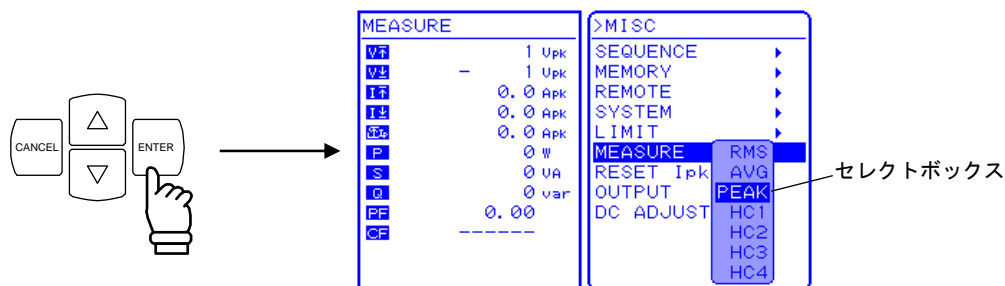 CANCEL
ENTER
MEASURE
V↑ 1 Vpk
V↓ - 1 Vpk
I↑ 0.0 Apk
I↓ 0.0 Apk
0.0 Apk
P 0 W
S 0 VA
Q 0 var
PF 0.00
CF ------
>MISC
SEQUENCE
MEMORY
REMOTE
SYSTEM
LIMIT
MEASURE
RESET Ipk
OUTPUT
DC ADJUST
RMS
AVG
PEAK
HC1
HC2
HC3
HC4
セレクトボックス